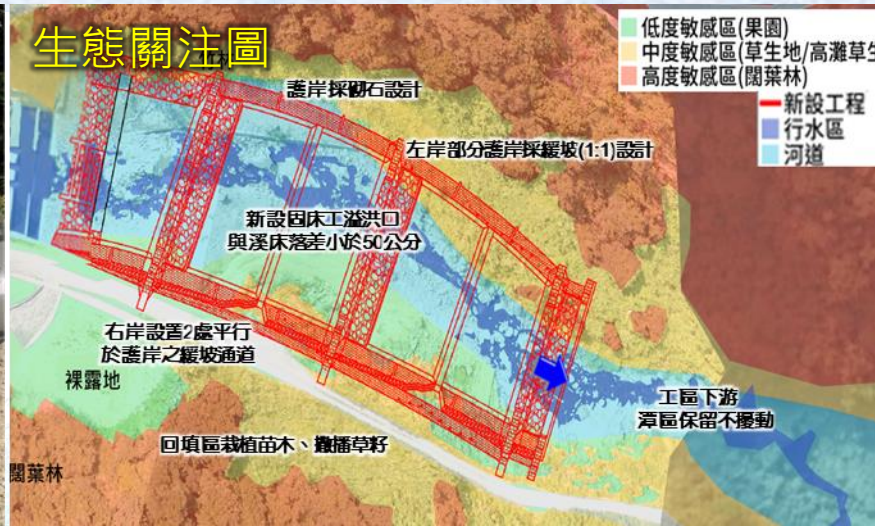 生態關注圖
低度敏感區(果園)
中度敏感區(草生地/高灘草生
高度敏感區(闊葉林)
新設工程
行水區
河道
護岸採砌石設計
左岸部分護岸採緩坡(1:1)設計
新設固床工溢洪口
與溪床落差小於50公分
右岸設置2處平行
於護岸之緩坡通道
裸露地
工區下游
潭區保留不擾動
回填區栽植苗木、撒播草籽
闊葉林